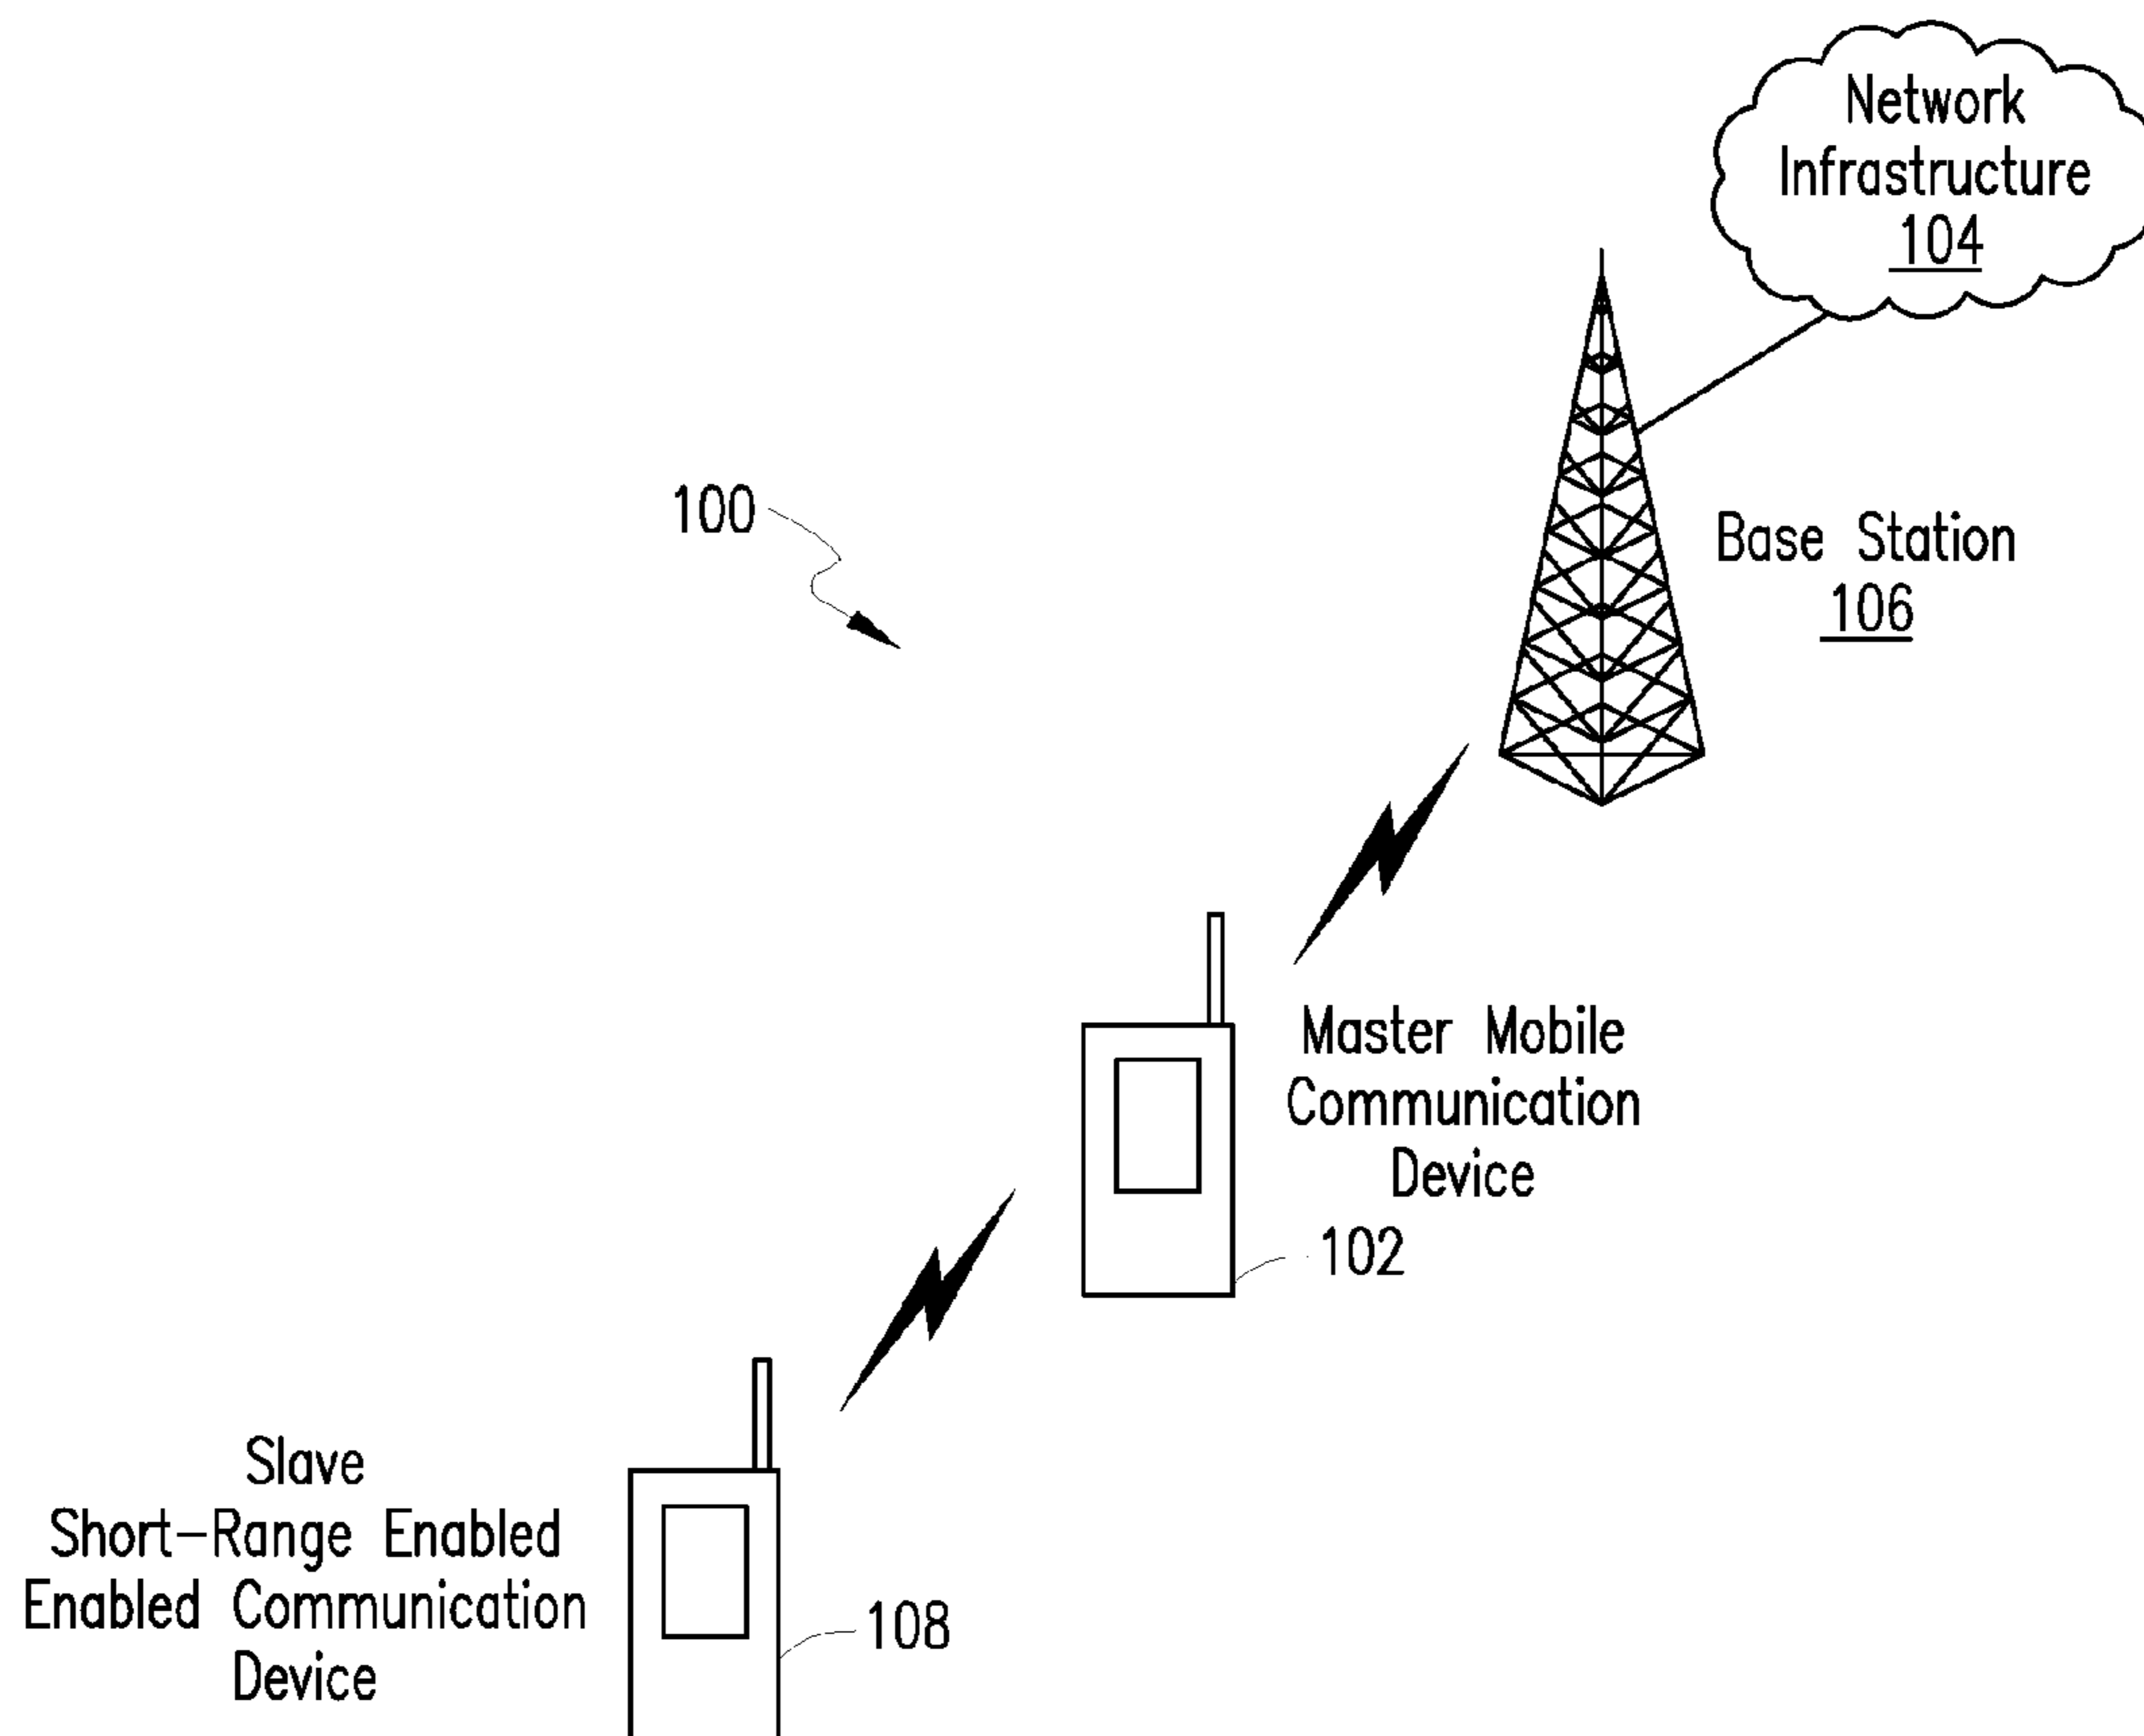 Network
Infrastructure
104
100
Base Station
106
Master Mobile
Communication
Device
102
Slave
Short-Range Enabled
Enabled Communication
Device
108